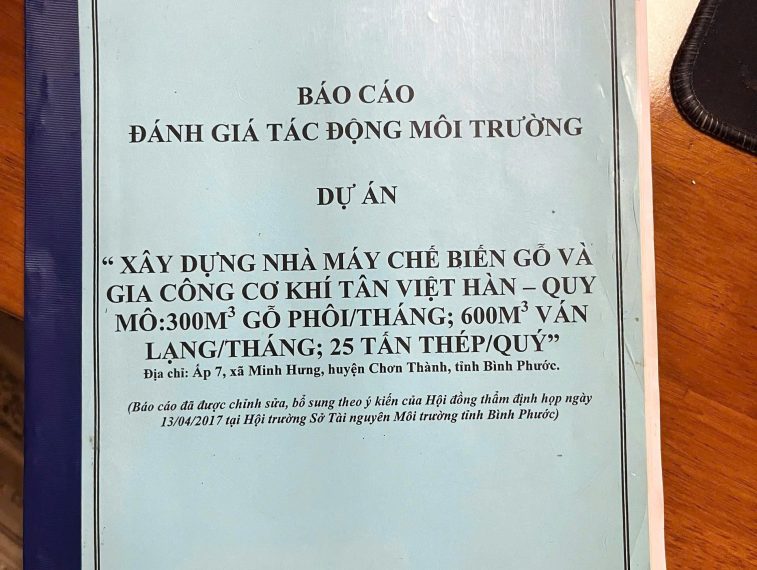 BÁO CÁO
ĐÁNH GIÁ TÁC ĐỘNG MÔI TRƯỜNG
DỰ ÁN
“ XÂY DỰNG NHÀ MÁY CHẾ BIẾN GỖ VÀ
GIA CÔNG CƠ KHÍ TÂN VIỆT HÀN – QUY
MÔ:300M³ GỖ PHÔI/THÁNG; 600M³ VÁN
LẠNG/THÁNG; 25 TẤN THÉP/QUÝ”
Địa chỉ: Ấp 7, xã Minh Hưng, huyện Chơn Thành, tỉnh Bình Phước.
(Báo cáo đã được chỉnh sửa, bổ sung theo ý kiến của Hội đồng thẩm định họp ngày
13/04/2017 tại Hội trường Sở Tài nguyên Môi trường tỉnh Bình Phước)